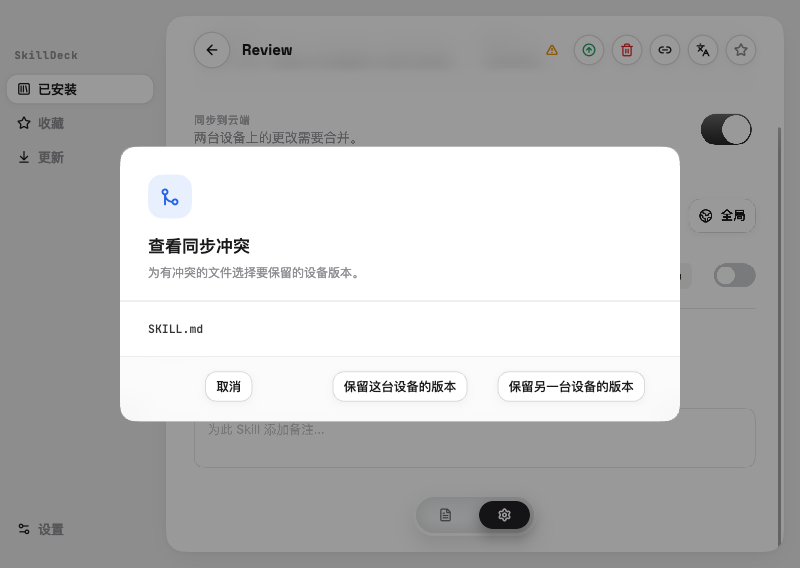 SkillDeck
已安装
收藏
更新
设置
Review
同步到云端
两台设备上的更改需要合并。
全局
查看同步冲突
为有冲突的文件选择要保留的设备版本。
SKILL.md
取消
保留这台设备的版本
保留另一台设备的版本
为此 Skill 添加备注...